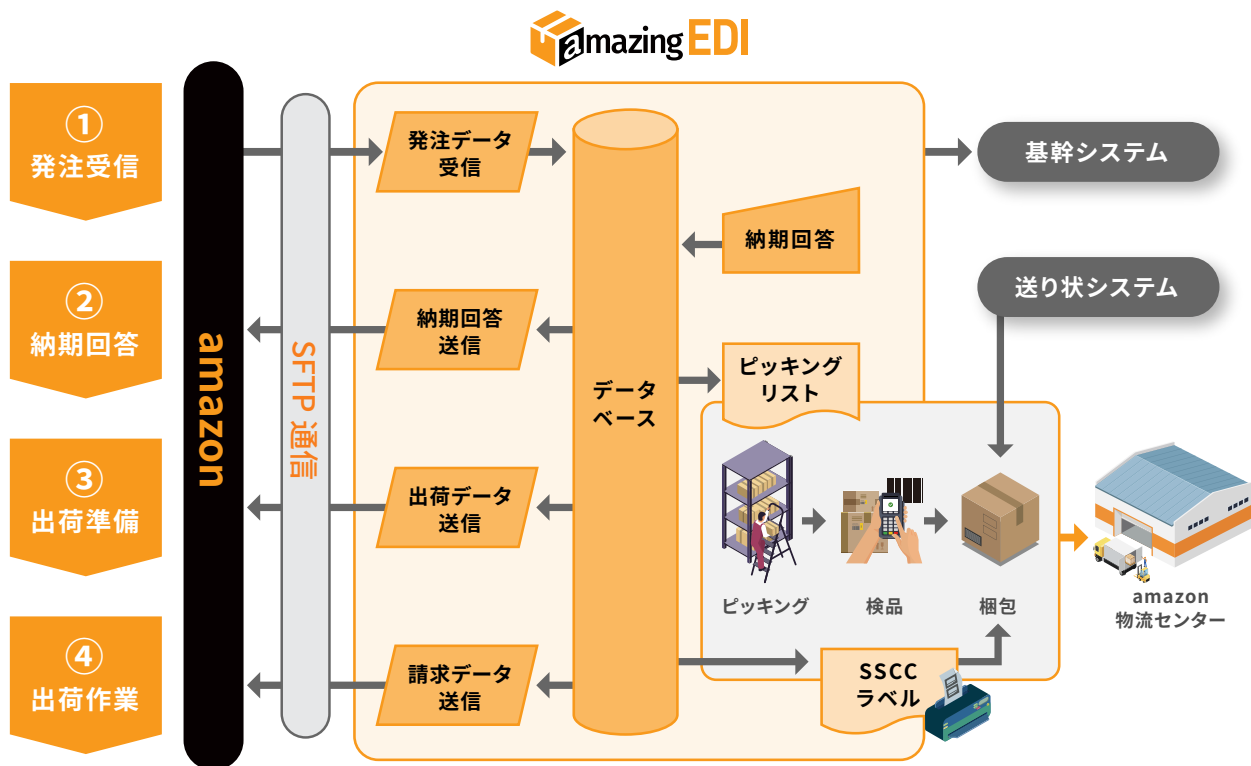 amazing EDI
①
発注受信
②
納期回答
③
出荷準備
④
出荷作業
amazon
SFTP 通信
発注データ
受信
納期回答
送信
出荷データ
送信
請求データ
送信
データ
ベース
納期回答
ピッキング
リスト
基幹システム
送り状システム
ピッキング
検品
梱包
SSCC
ラベル
amazon
物流センター